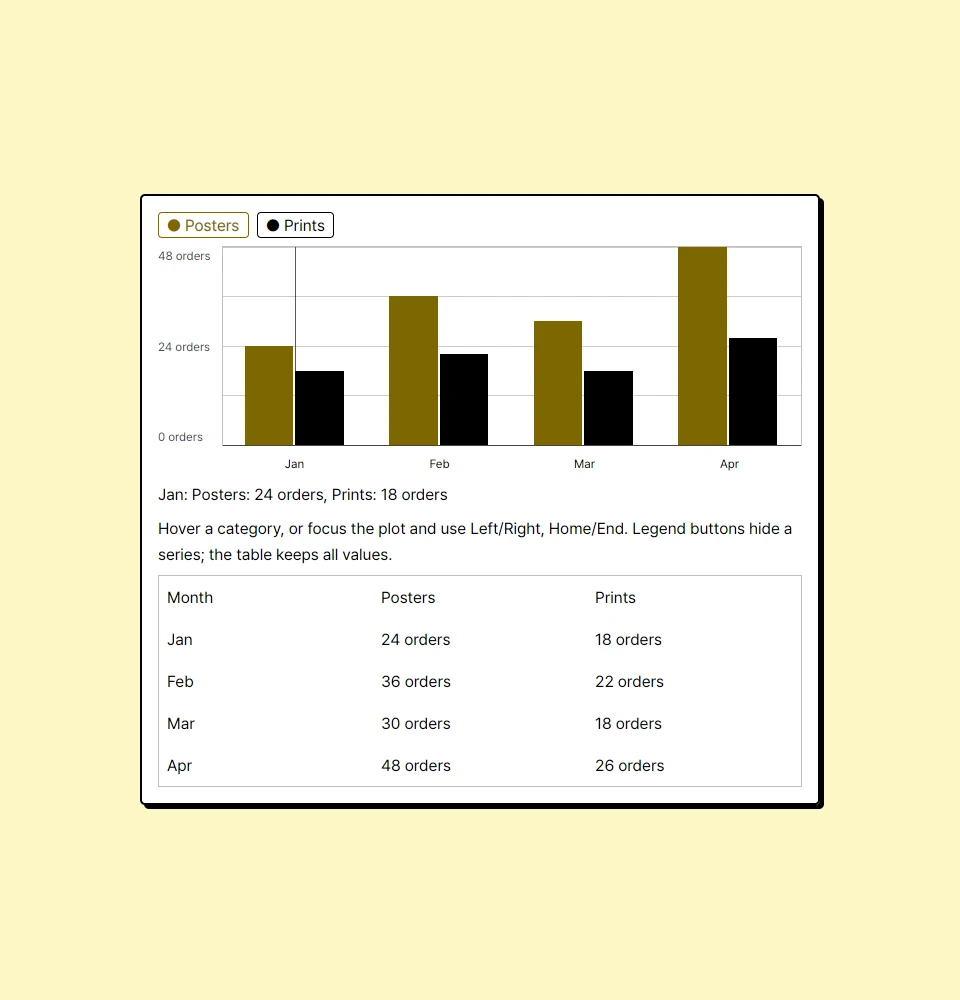 Posters Prints
48 orders
24 orders
0 orders
Jan Feb Mar Apr
Jan: Posters: 24 orders, Prints: 18 orders
Hover a category, or focus the plot and use Left/Right, Home/End. Legend buttons hide a
series; the table keeps all values.
Month Posters Prints
Jan 24 orders 18 orders
Feb 36 orders 22 orders
Mar 30 orders 18 orders
Apr 48 orders 26 orders